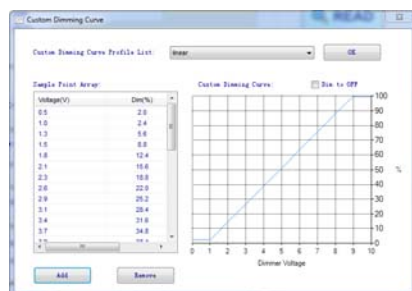 Custom Dimming Curve
READ
Custom Dimming Curve Profile List:
linear
OK
Sample Point Array:
Custom Dimming Curve:
Dim to OFF
Voltage(V) Dim(%)
0.5 2.0
1.0 2.4
1.3 5.6
1.5 8.8
1.8 12.4
2.1 15.6
2.3 18.8
2.6 22.0
2.9 25.2
3.1 28.4
3.4 31.6
3.7 34.8
100
90
80
70
60
50
40
30
20
10
0
%
0 1 2 3 4 5 6 7 8 9 10
Dimmer Voltage
Add
Remove